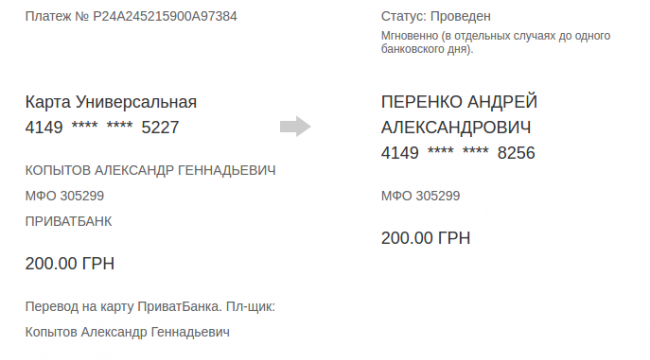 Платеж № P24A245215900A97384
Статус: Проведен
Мгновенно (в отдельных случаях до одного
банковского дня).
Карта Универсальная
4149 **** **** 5227
КОПЫТОВ АЛЕКСАНДР ГЕННАДЬЕВИЧ
МФО 305299
ПРИВАТБАНК
200.00 ГРН
Перевод на карту ПриватБанка. Пл-щик:
Копытов Александр Геннадьевич
ПЕРЕНКО АНДРЕЙ
АЛЕКСАНДРОВИЧ
4149 **** **** 8256
МФО 305299
200.00 ГРН